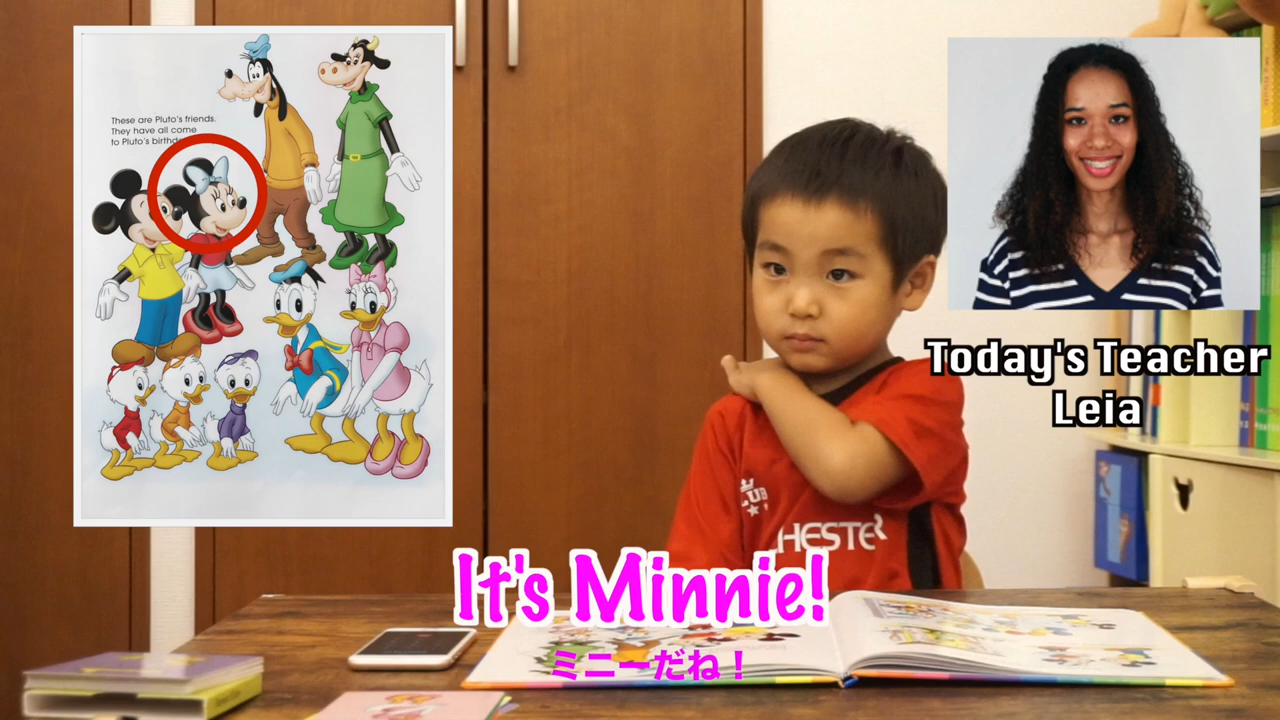 These are Pluto's friends.
They have all come
to Pluto's
Today's Teacher
Leia
CLUB
HESTER
It's Minnie!
ミニーだね!